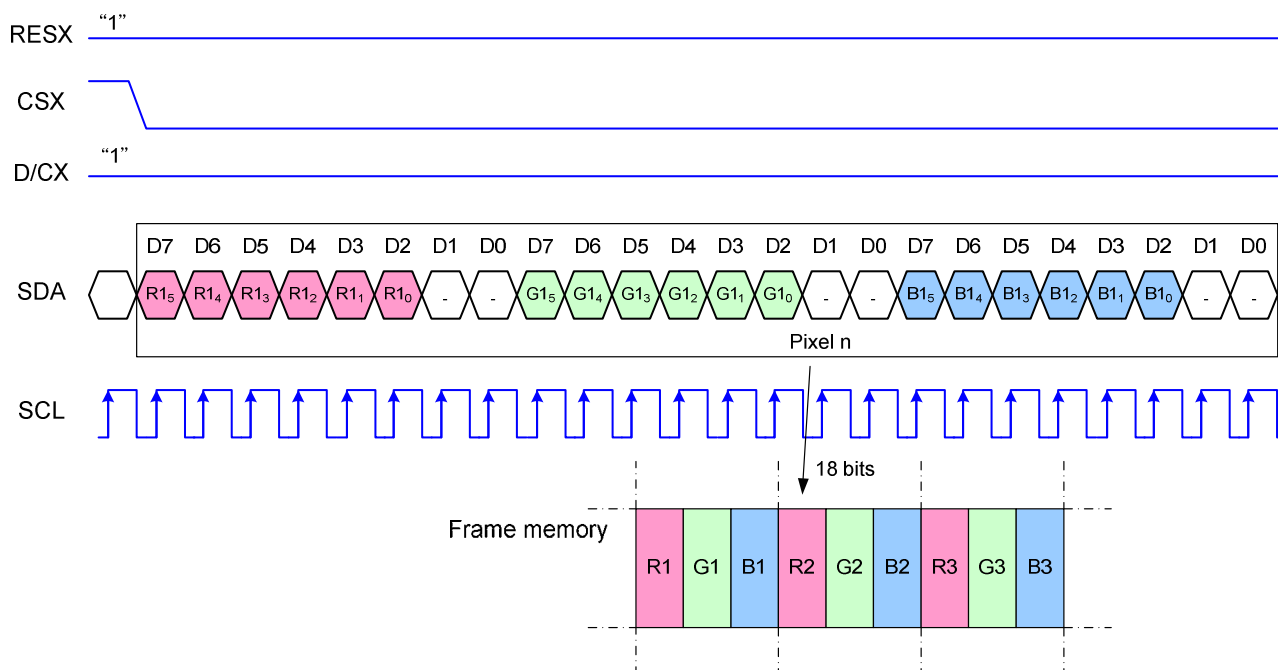 RESX “1”
CSX
D/CX “1”
D7 D6 D5 D4 D3 D2 D1 D0 D7 D6 D5 D4 D3 D2 D1 D0 D7 D6 D5 D4 D3 D2 D1 D0
SDA R1₅ R1₄ R1₃ R1₂ R1₁ R1₀ - - G1₅ G1₄ G1₃ G1₂ G1₁ G1₀ - - B1₅ B1₄ B1₃ B1₂ B1₁ B1₀ - -
Pixel n
SCL
18 bits
Frame memory
R1 G1 B1 R2 G2 B2 R3 G3 B3